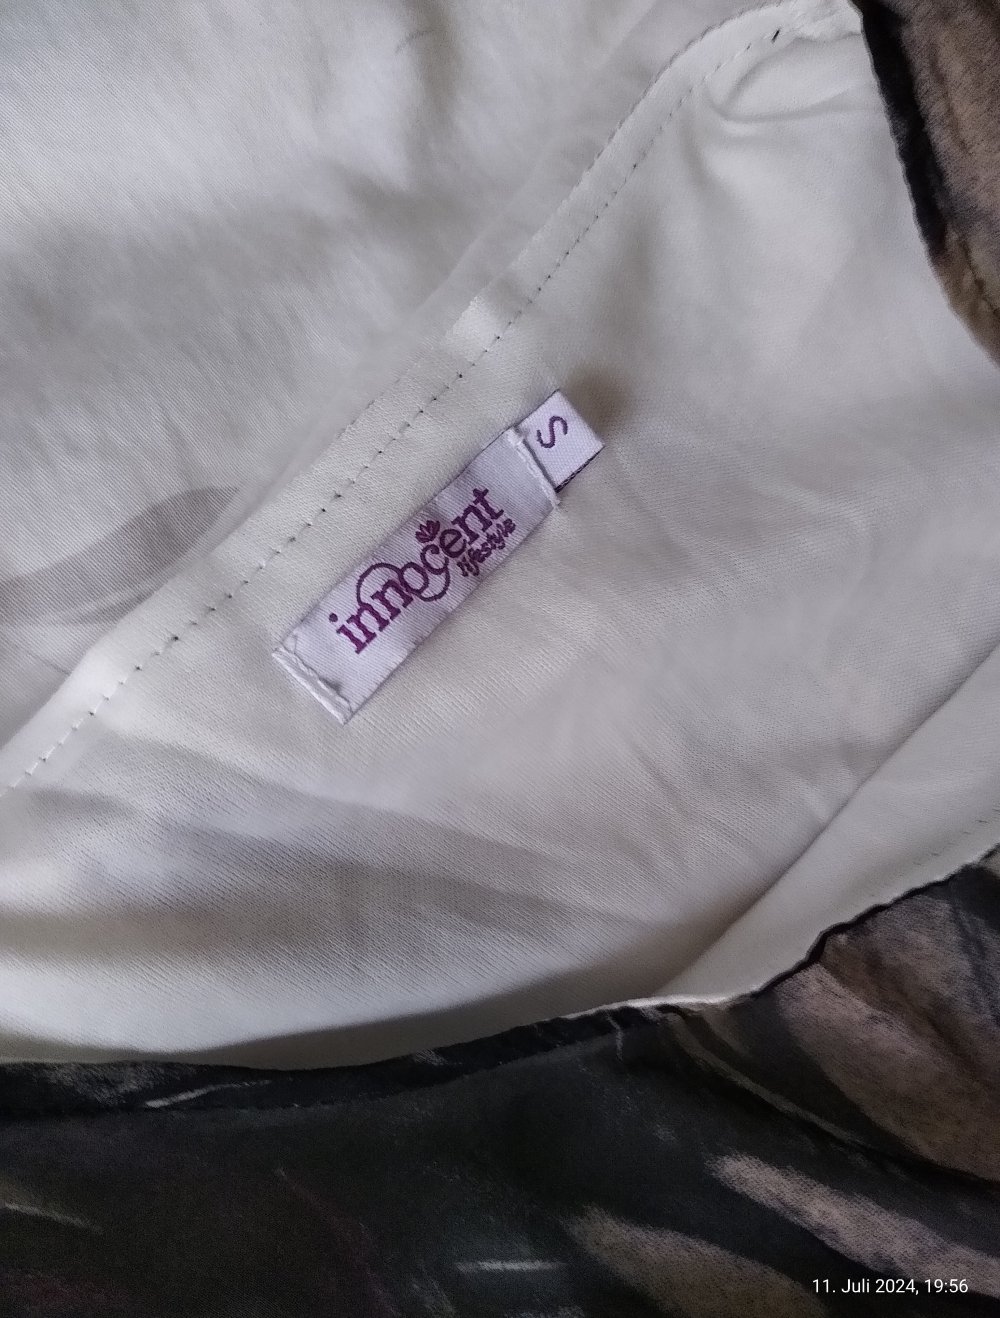 S
innocent
lifestyle
11. Juli 2024, 19:56